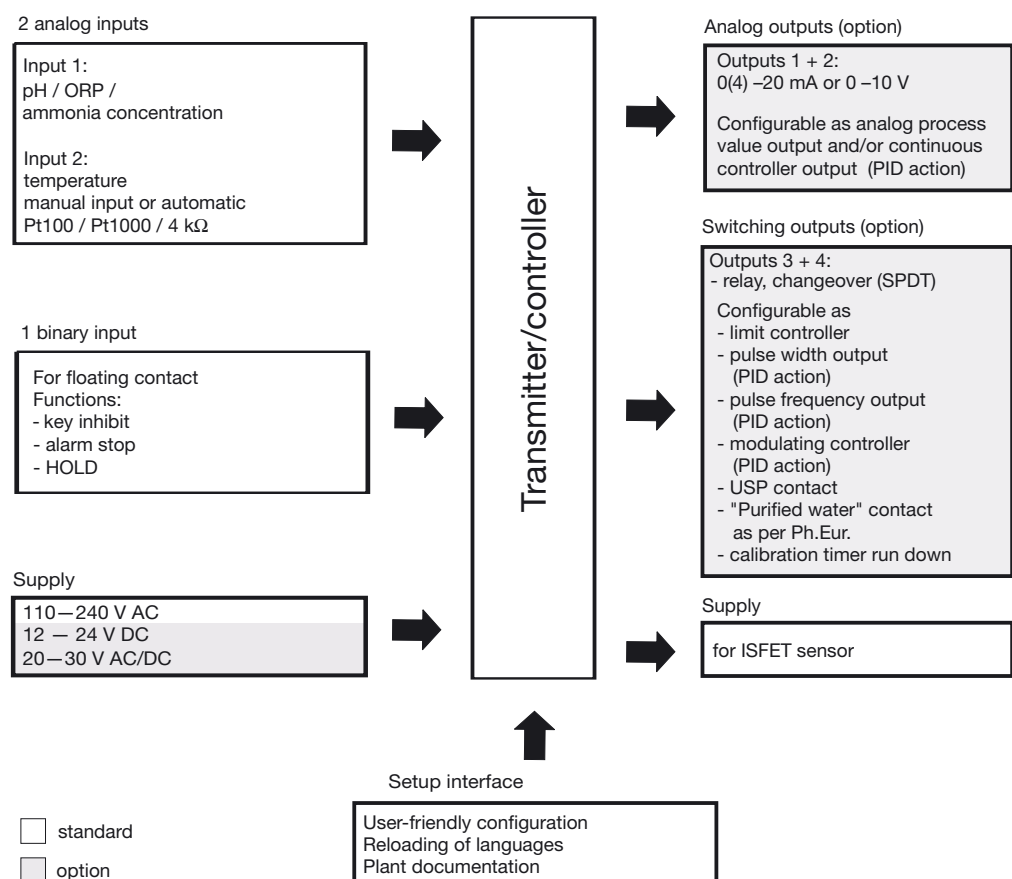 2 analog inputs
Input 1:
pH / ORP /
ammonia concentration
Input 2:
temperature
manual input or automatic
Pt100 / Pt1000 / 4 kΩ
1 binary input
For floating contact
Functions:
- key inhibit
- alarm stop
- HOLD
Supply
110—240 V AC
12 — 24 V DC
20—30 V AC/DC
Transmitter/controller
Analog outputs (option)
Outputs 1 + 2:
0(4) –20 mA or 0 –10 V
Configurable as analog process
value output and/or continuous
controller output (PID action)
Switching outputs (option)
Outputs 3 + 4:
- relay, changeover (SPDT)
Configurable as
- limit controller
- pulse width output
(PID action)
- pulse frequency output
(PID action)
- modulating controller
(PID action)
- USP contact
- "Purified water" contact
as per Ph.Eur.
- calibration timer run down
Supply
for ISFET sensor
Setup interface
User-friendly configuration
Reloading of languages
Plant documentation
standard
option